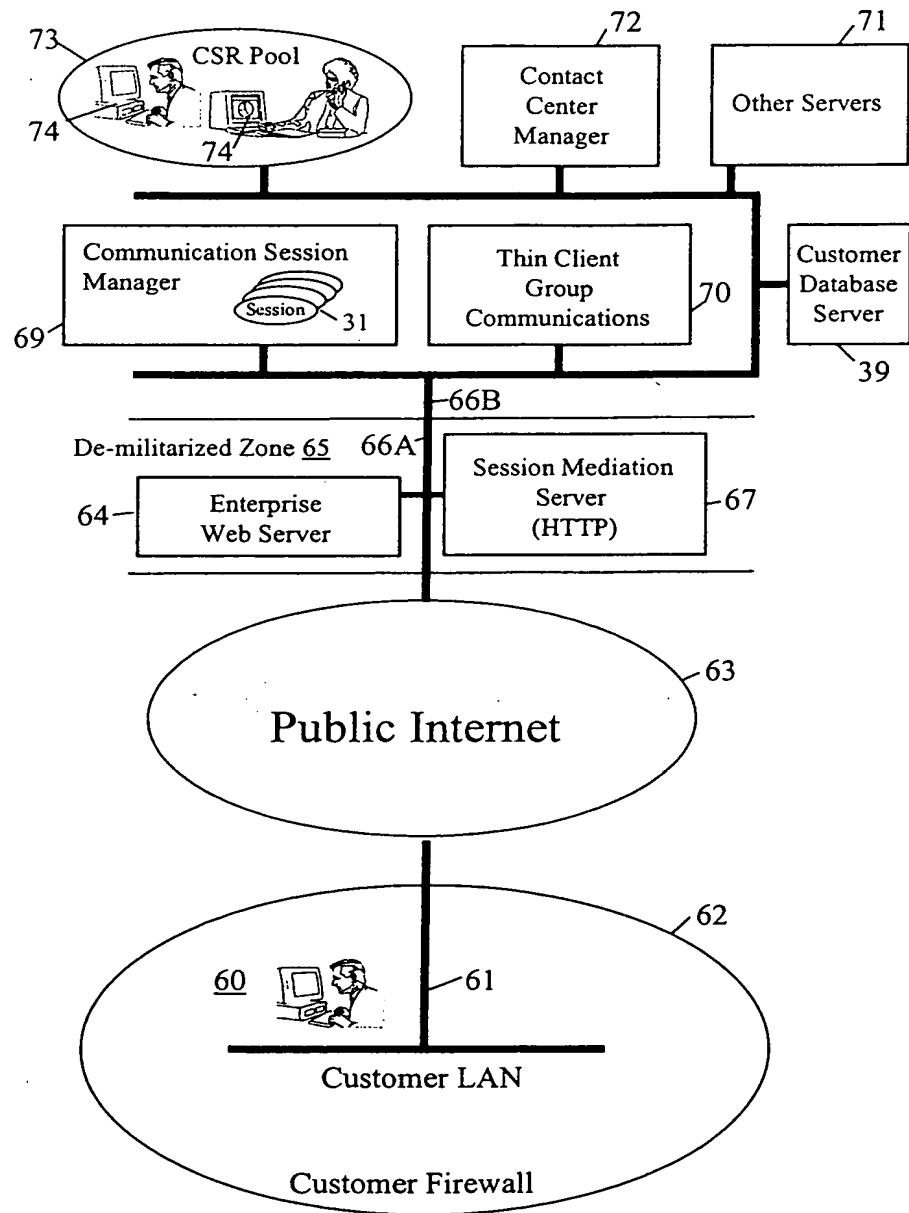 73
CSR Pool
74
74
72
Contact
Center
Manager
71
Other Servers
Communication Session
Manager
Session
31
69
Thin Client
Group
Communications
70
Customer
Database
Server
39
66B
De-militarized Zone 65
66A
64
Enterprise
Web Server
Session Mediation
Server
(HTTP)
67
63
Public Internet
62
60
61
Customer LAN
Customer Firewall